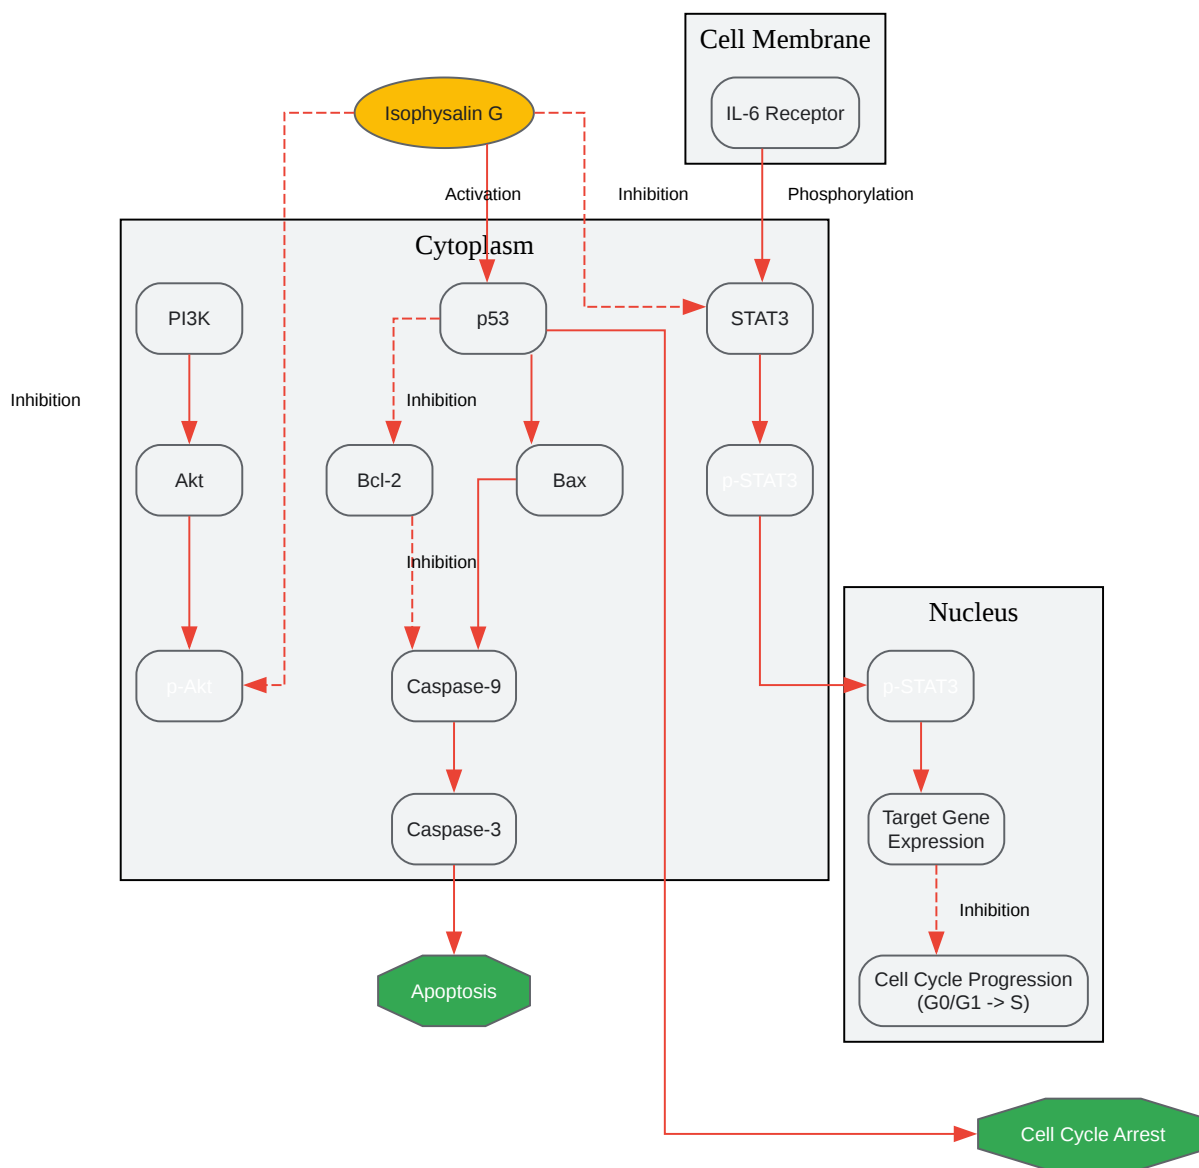 Cell Membrane
Isophysalin G
IL-6 Receptor
Activation
Inhibition
Phosphorylation
Cytoplasm
PI3K
p53
STAT3
Inhibition
Inhibition
Akt
Bcl-2
Bax
p-STAT3
Inhibition
Nucleus
p-Akt
Caspase-9
p-STAT3
Caspase-3
Target Gene
Expression
Inhibition
Apoptosis
Cell Cycle Progression
(G0/G1 -> S)
Cell Cycle Arrest